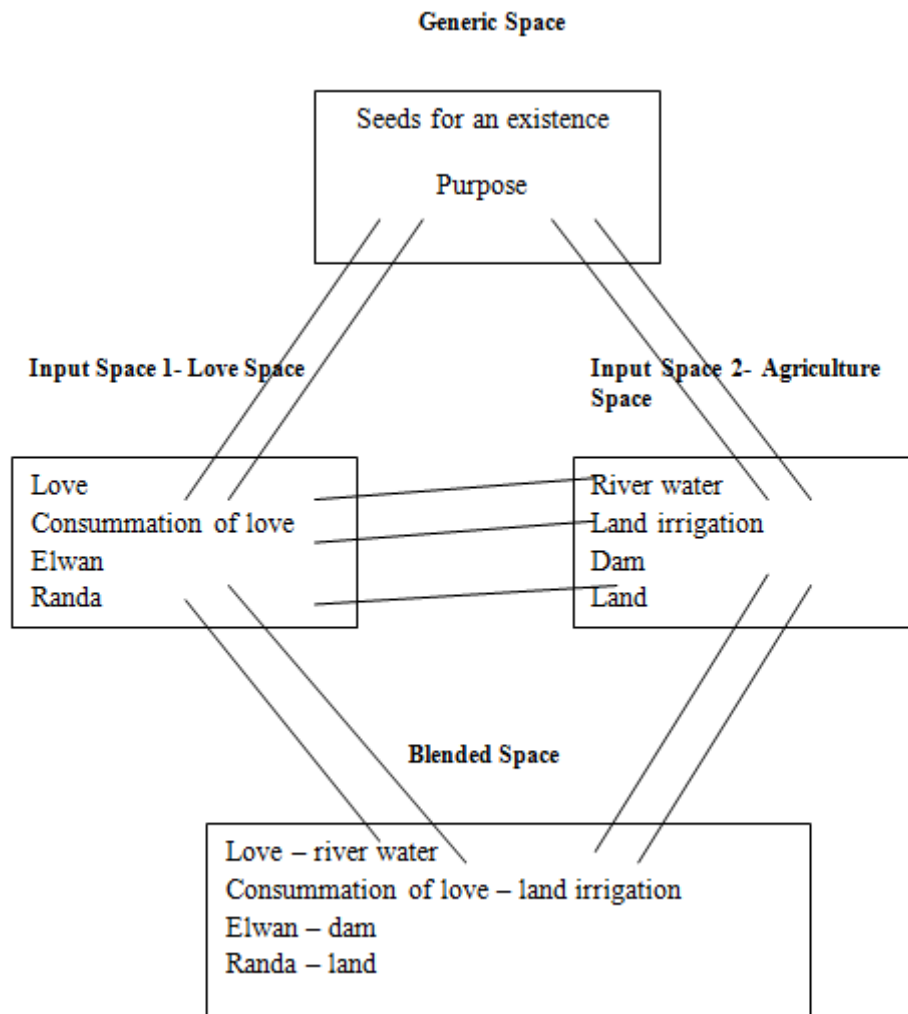 Generic Space
Seeds for an existence
Purpose
Input Space 1- Love Space
Input Space 2- Agriculture
Space
Love
Consummation of love
Elwan
Randa
River water
Land irrigation
Dam
Land
Blended Space
Love – river water
Consummation of love – land irrigation
Elwan – dam
Randa – land